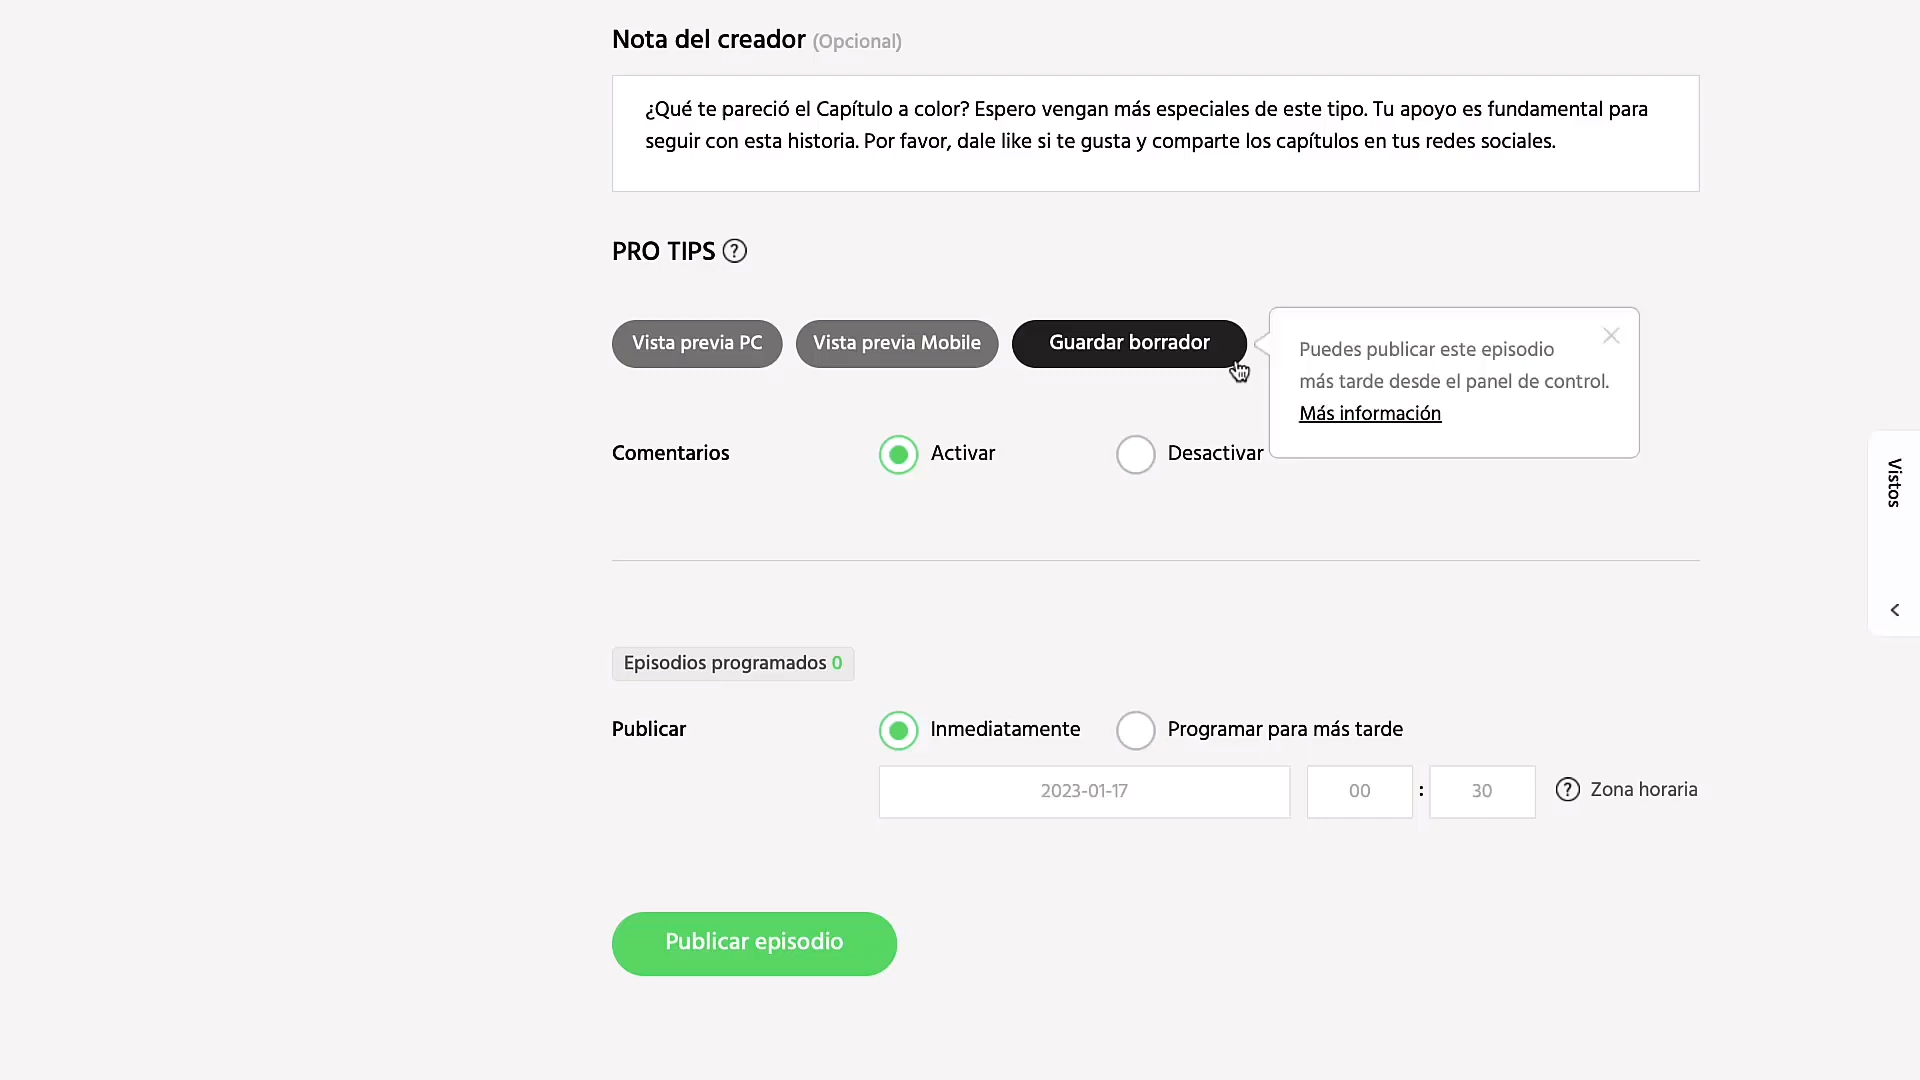 Nota del creador (Opcional)
¿Qué te pareció el Capítulo a color? Espero vengan más especiales de este tipo. Tu apoyo es fundamental para
seguir con esta historia. Por favor, dale like si te gusta y comparte los capítulos en tus redes sociales.
PRO TIPS ?
Vista previa PC Vista previa Mobile Guardar borrador
Puedes publicar este episodio
más tarde desde el panel de control.
Más información
Comentarios Activar Desactivar
Vistos
Episodios programados 0
Publicar Inmediatamente Programar para más tarde
2023-01-17 00 : 30 ? Zona horaria
Publicar episodio